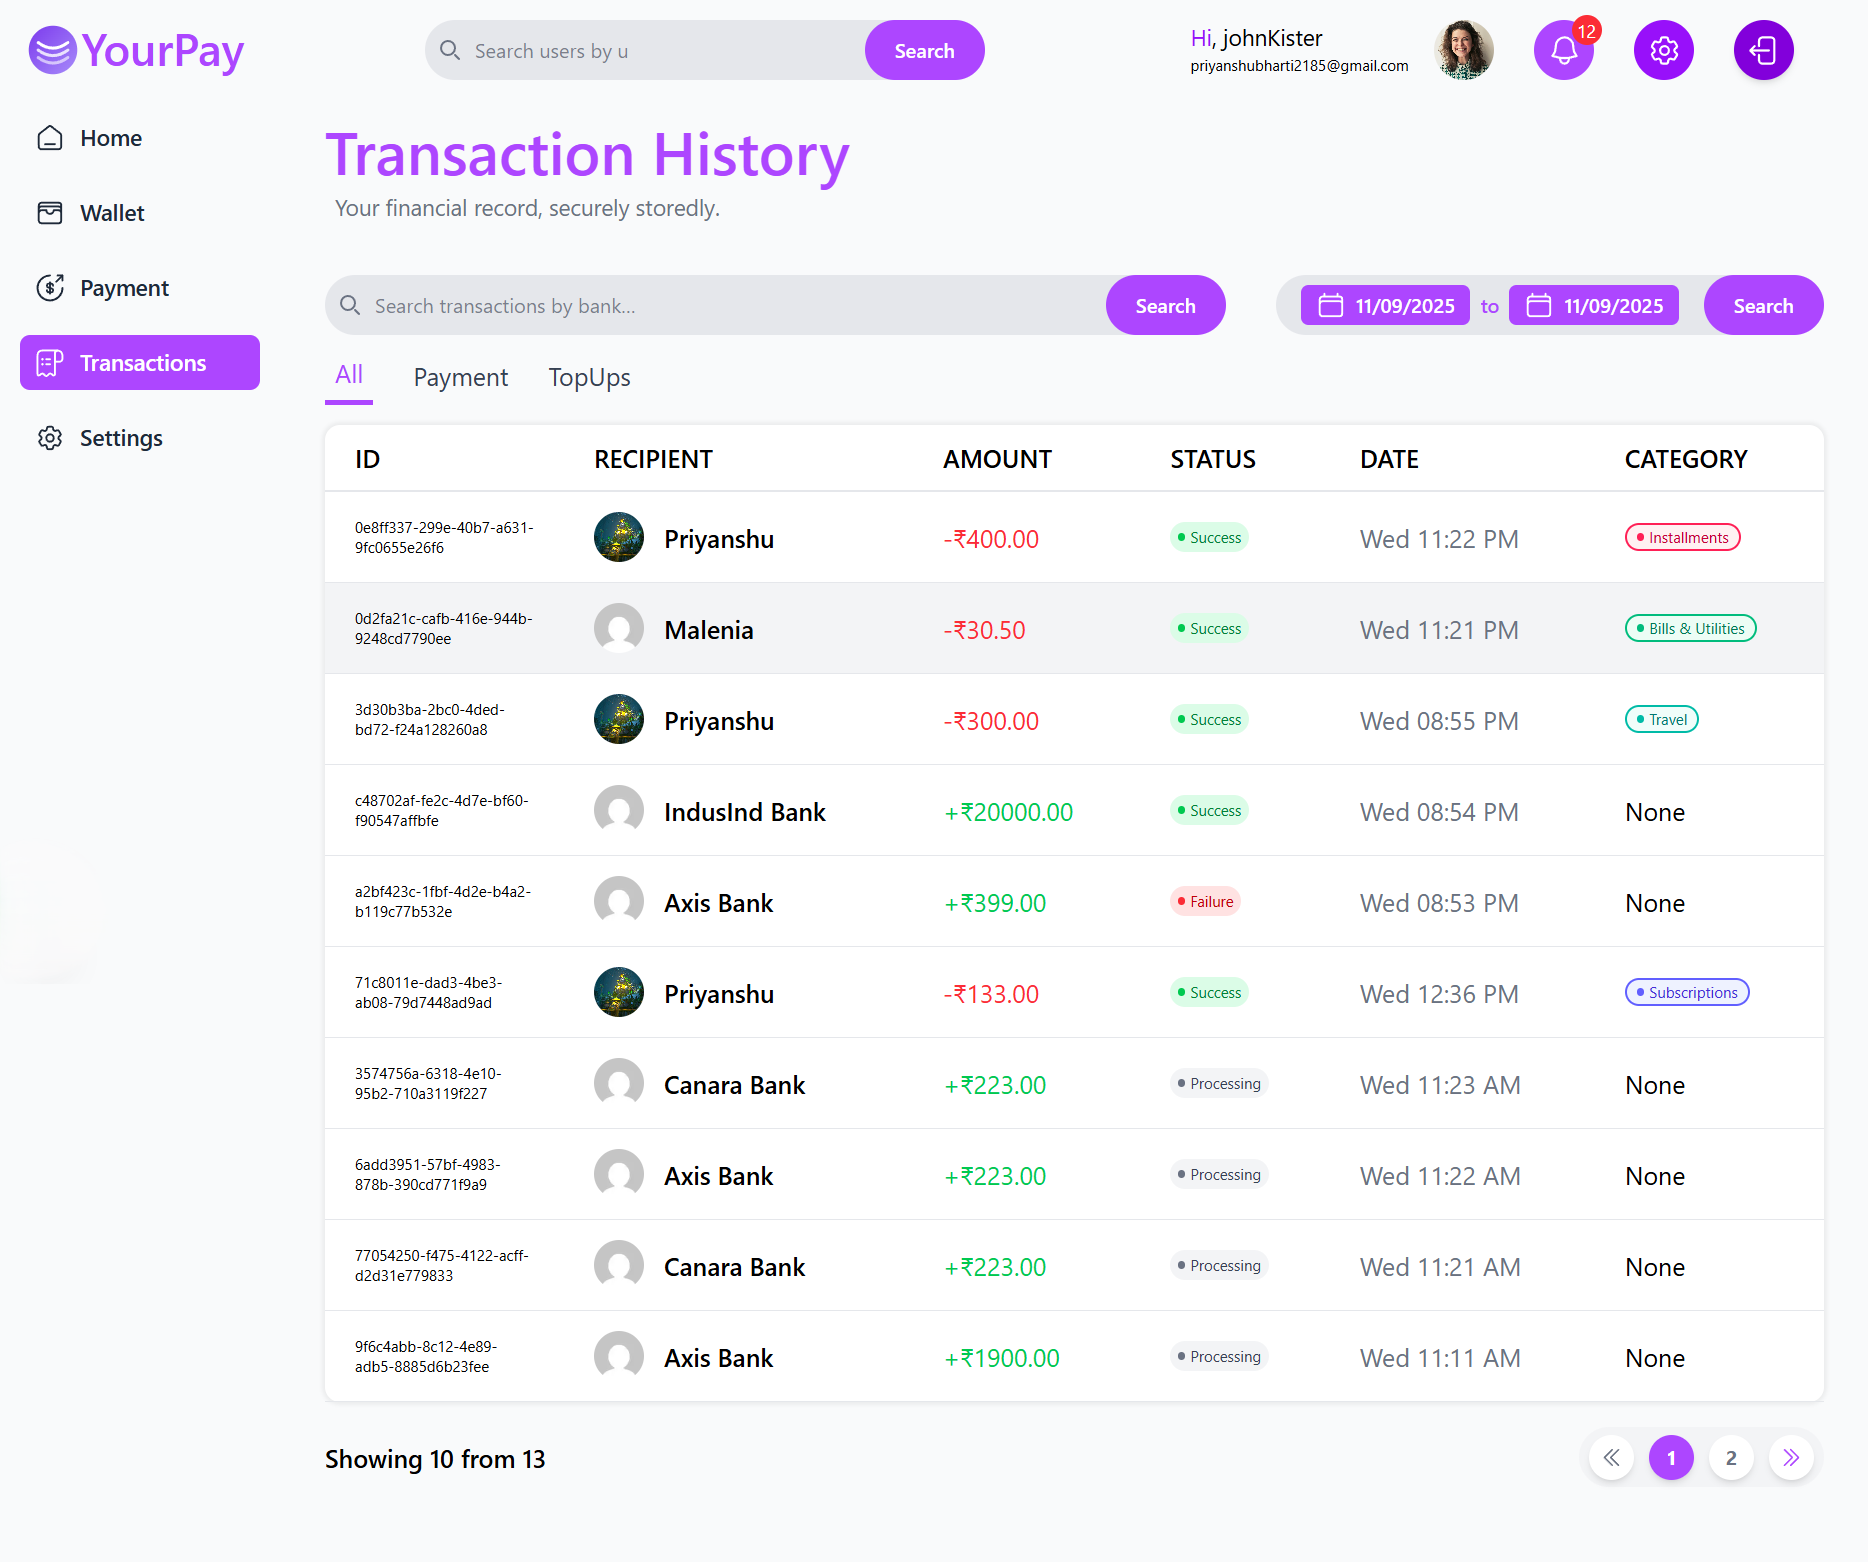 YourPay
Search users by u
Search
Hi, johnKister
priyanshubharti2185@gmail.com
12
Home
Wallet
Payment
Transactions
Settings
Transaction History
Your financial record, securely storedly.
Search transactions by bank...
Search
11/09/2025 to 11/09/2025
Search
All Payment TopUps
ID RECIPIENT AMOUNT STATUS DATE CATEGORY
0e8ff337-299e-40b7-a631-
9fc0655e26f6
Priyanshu -₹400.00 Success Wed 11:22 PM Installments
0d2fa21c-cafb-416e-944b-
9248cd7790ee
Malenia -₹30.50 Success Wed 11:21 PM Bills & Utilities
3d30b3ba-2bc0-4ded-
bd72-f24a128260a8
Priyanshu -₹300.00 Success Wed 08:55 PM Travel
c48702af-fe2c-4d7e-bf60-
f90547affbfe
IndusInd Bank +₹20000.00 Success Wed 08:54 PM None
a2bf423c-1fbf-4d2e-b4a2-
b119c77b532e
Axis Bank +₹399.00 Failure Wed 08:53 PM None
71c8011e-dad3-4be3-
ab08-79d7448ad9ad
Priyanshu -₹133.00 Success Wed 12:36 PM Subscriptions
3574756a-6318-4e10-
95b2-710a3119f227
Canara Bank +₹223.00 Processing Wed 11:23 AM None
6add3951-57bf-4983-
878b-390cd771f9a9
Axis Bank +₹223.00 Processing Wed 11:22 AM None
77054250-f475-4122-acff-
d2d31e779833
Canara Bank +₹223.00 Processing Wed 11:21 AM None
9f6c4abb-8c12-4e89-
adb5-8885d6b23fee
Axis Bank +₹1900.00 Processing Wed 11:11 AM None
Showing 10 from 13
1 2